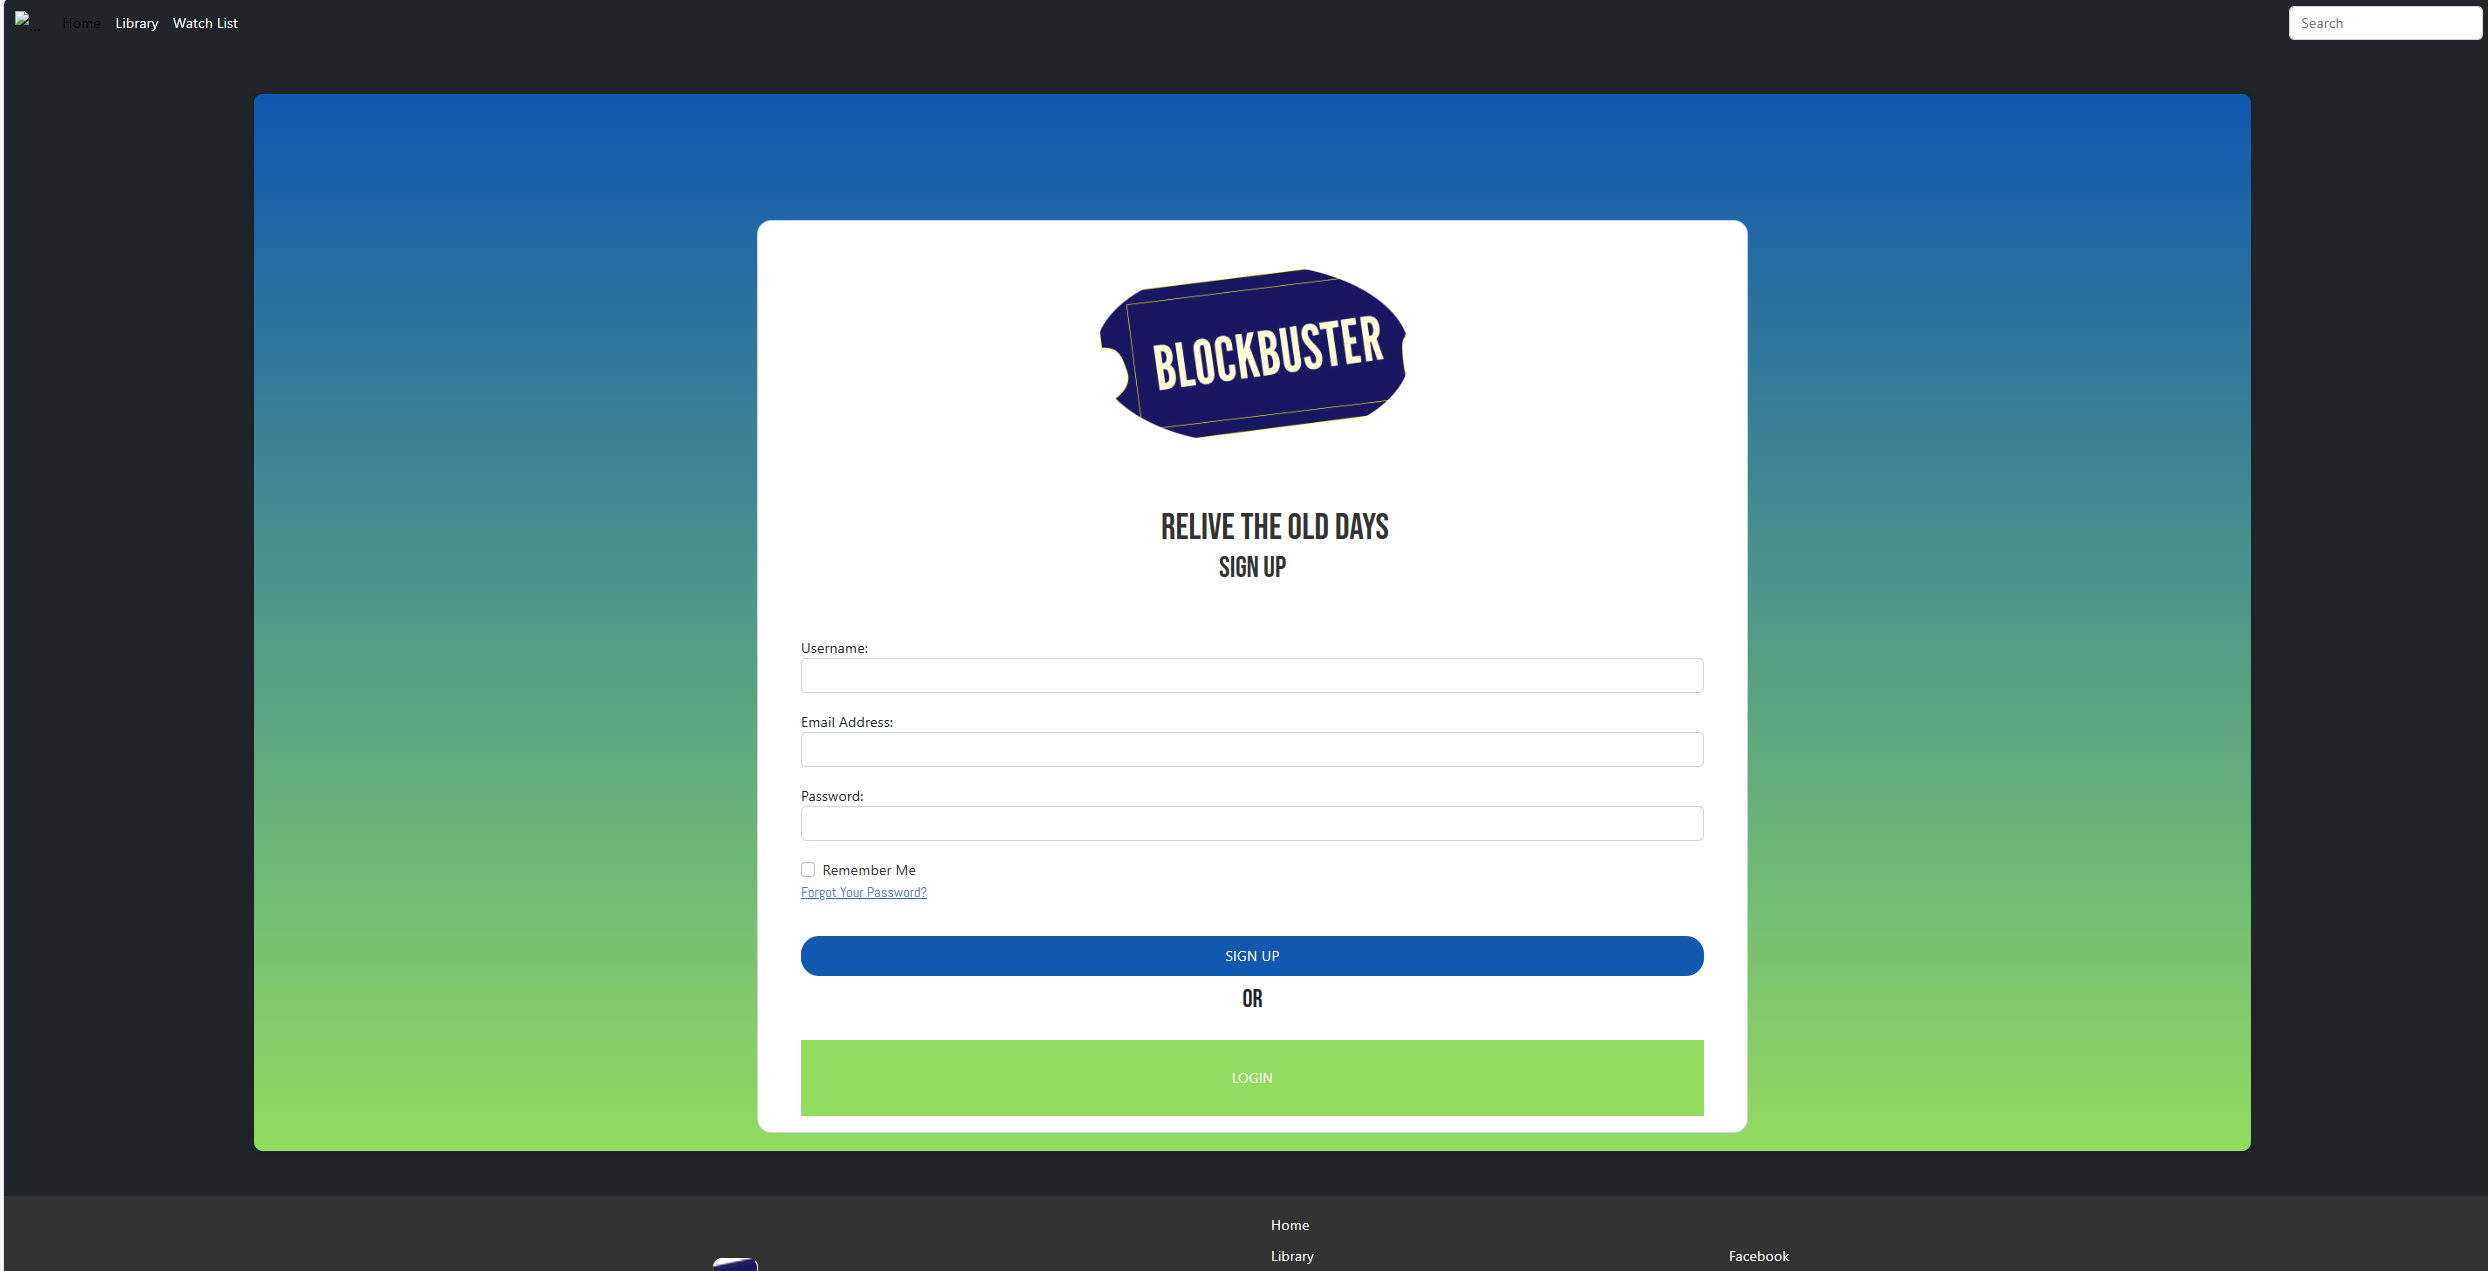 Home Library Watch List Search
BLOCKBUSTER
RELIVE THE OLD DAYS
SIGN UP
Username:
Email Address:
Password:
Remember Me
Forgot Your Password?
SIGN UP
OR
LOGIN
Home
Library Facebook